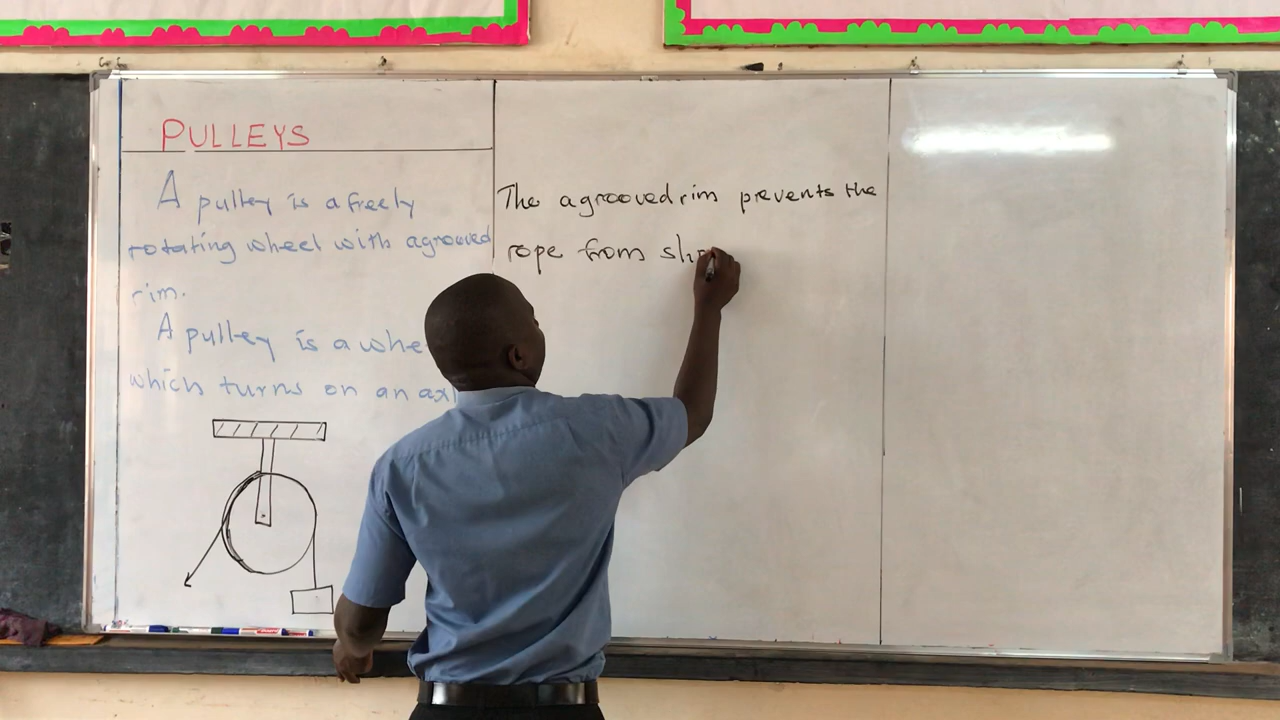 PULLEYS
A pulley is a freely
rotating wheel with agrooved
rim.
A pulley is a whe
which turns on an ax
The agrooved rim prevents the
rope from sli